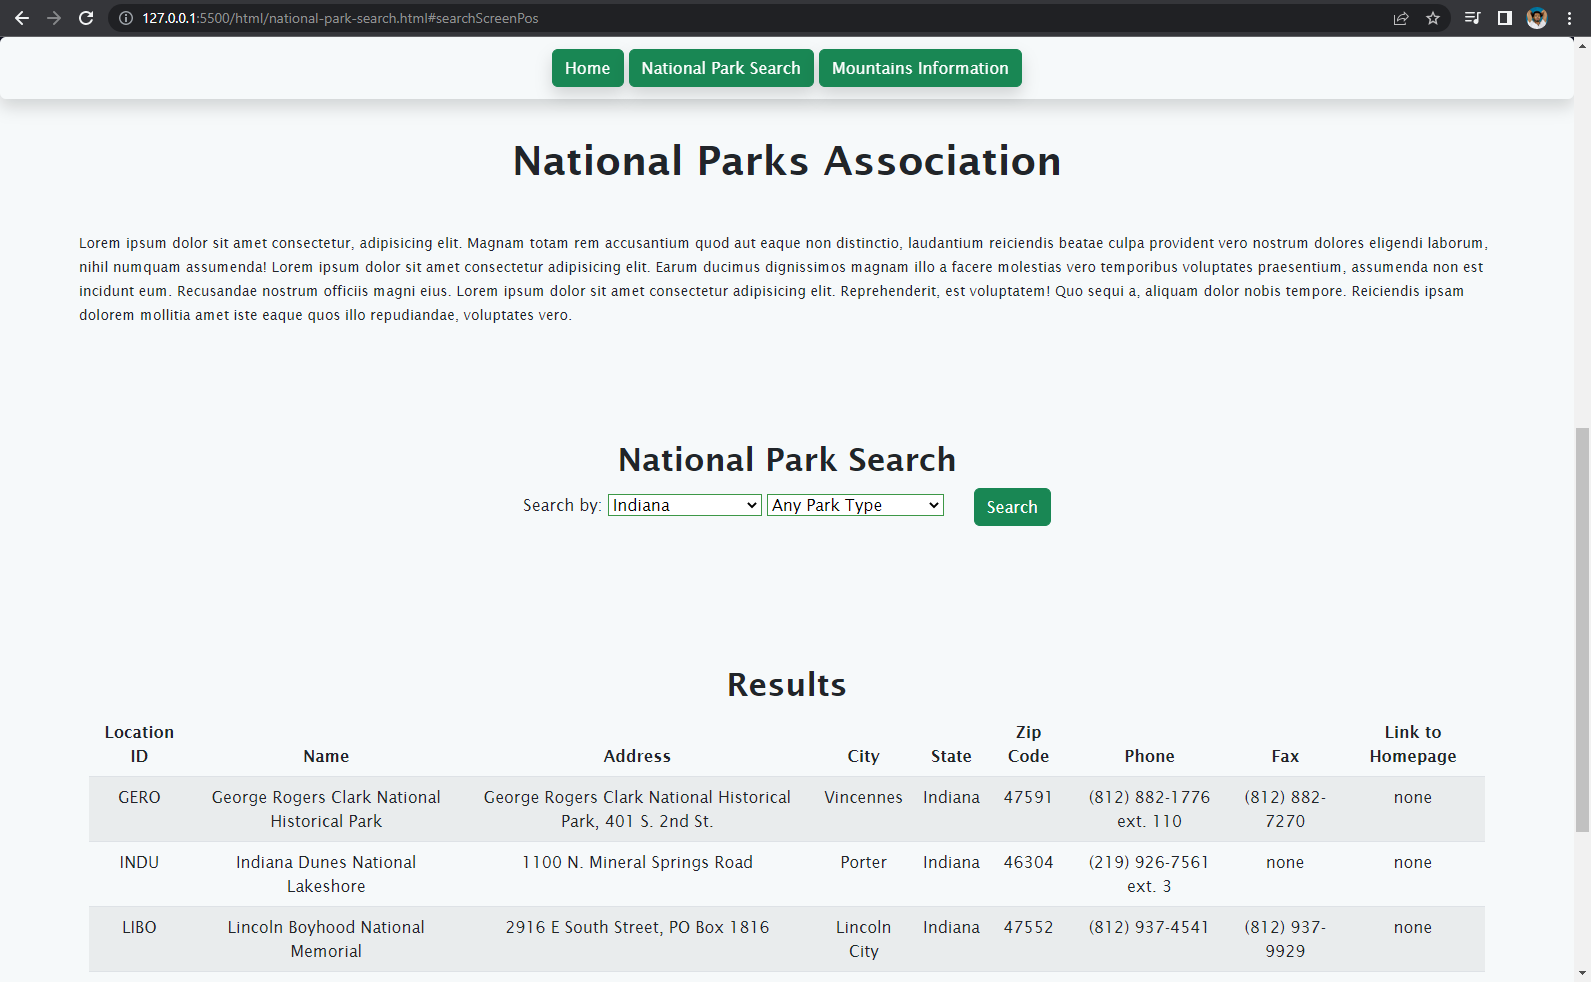 127.0.0.1:5500/html/national-park-search.html#searchScreenPos
Home National Park Search Mountains Information
National Parks Association
Lorem ipsum dolor sit amet consectetur, adipisicing elit. Magnam totam rem accusantium quod aut eaque non distinctio, laudantium reiciendis beatae culpa provident vero nostrum dolores eligendi laborum,
nihil numquam assumenda! Lorem ipsum dolor sit amet consectetur adipisicing elit. Earum ducimus dignissimos magnam illo a facere molestias vero temporibus voluptates praesentium, assumenda non est
incidunt eum. Recusandae nostrum officiis magni eius. Lorem ipsum dolor sit amet consectetur adipisicing elit. Reprehenderit, est voluptatem! Quo sequi a, aliquam dolor nobis tempore. Reiciendis ipsam
dolorem mollitia amet iste eaque quos illo repudiandae, voluptates vero.
National Park Search
Search by: Indiana Any Park Type Search
Results
Location Zip Link to
ID Name Address City State Code Phone Fax Homepage
GERO George Rogers Clark National George Rogers Clark National Historical Vincennes Indiana 47591 (812) 882-1776 (812) 882- none
Historical Park Park, 401 S. 2nd St. ext. 110 7270
INDU Indiana Dunes National 1100 N. Mineral Springs Road Porter Indiana 46304 (219) 926-7561 none none
Lakeshore ext. 3
LIBO Lincoln Boyhood National 2916 E South Street, PO Box 1816 Lincoln Indiana 47552 (812) 937-4541 (812) 937- none
Memorial City 9929